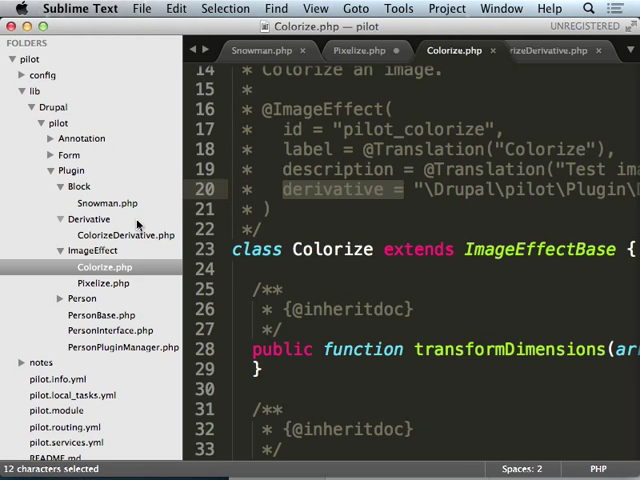 Sublime Text File Edit Selection Find View Goto Tools Project Window Help
Colorize.php — pilot
UNREGISTERED
FOLDERS
pilot
config
lib
Drupal
pilot
Annotation
Form
Plugin
Block
Snowman.php
Derivative
ColorizeDerivative.php
ImageEffect
Colorize.php
Pixelize.php
Person
PersonBase.php
PersonInterface.php
PersonPluginManager.php
notes
pilot.info.yml
pilot.local_tasks.yml
pilot.module
pilot.routing.yml
pilot.services.yml
README.md
Snowman.php × Pixelize.php Colorize.php × rizeDerivative.php ×
14 * Colorize an image.
15 *
16 * @ImageEffect(
17 * id = "pilot_colorize",
18 * label = @Translation("Colorize"),
19 * description = @Translation("Test ima
20 * derivative = "\Drupal\pilot\Plugin\D
21 * )
22 */
23 class Colorize extends ImageEffectBase {
24
25 /**
26 * {@inheritdoc}
27 */
28 public function transformDimensions(arr
29 }
30
31 /**
32 * {@inheritdoc}
33 */
12 characters selected
Spaces: 2
PHP